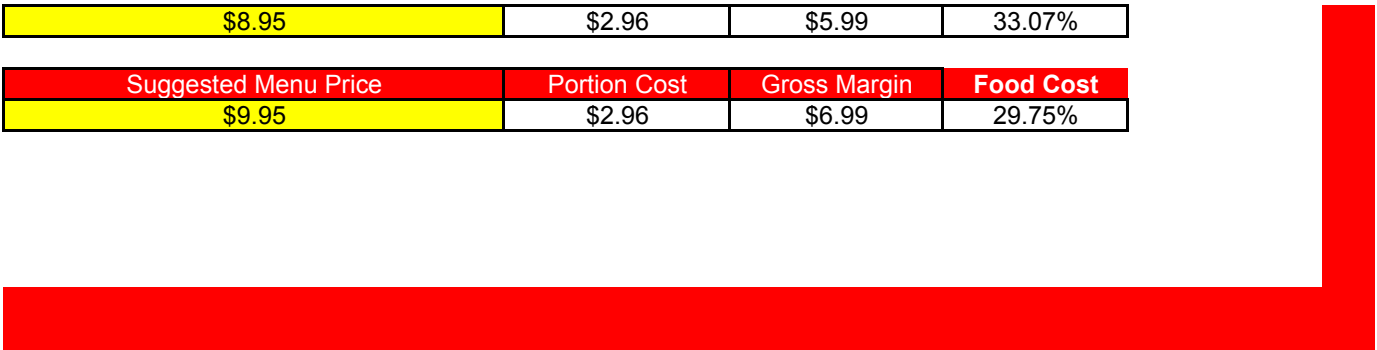 $8.95 $2.96 $5.99 33.07%
Suggested Menu Price Portion Cost Gross Margin Food Cost
$9.95 $2.96 $6.99 29.75%